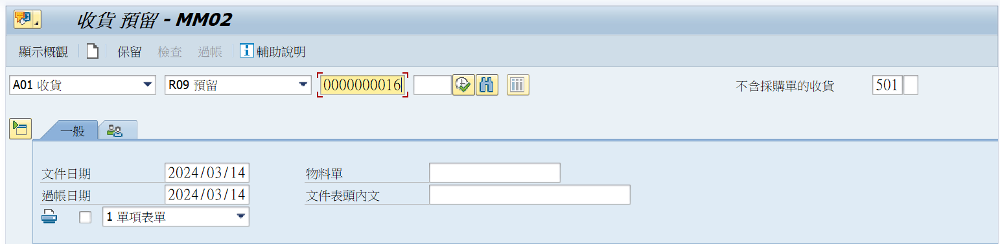 收貨 預留 - MM02
顯示概觀 保留 檢查 過帳 輔助說明
A01 收貨 R09 預留 0000000016 不含採購單的收貨 501
一般
文件日期 2024/03/14 物料單
過帳日期 2024/03/14 文件表頭內文
1 單項表單